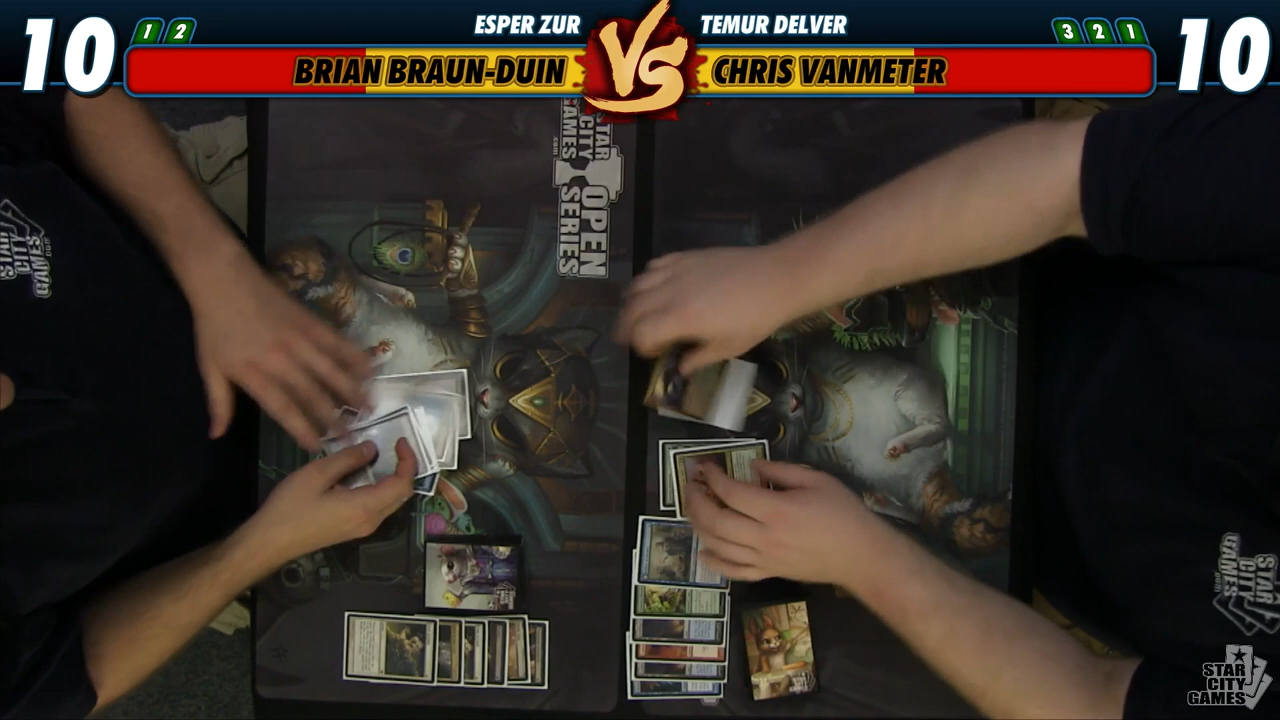 10
1 2
ESPER ZUR
VS
TEMUR DELVER
3 2 1
10
BRIAN BRAUN-DUIN
CHRIS VANMETER
STAR
CITY
GAMES
.com
OPEN
SERIES
STAR
CITY
GAMES
STAR
CITY
GAMES
STAR
CITY
GAMES